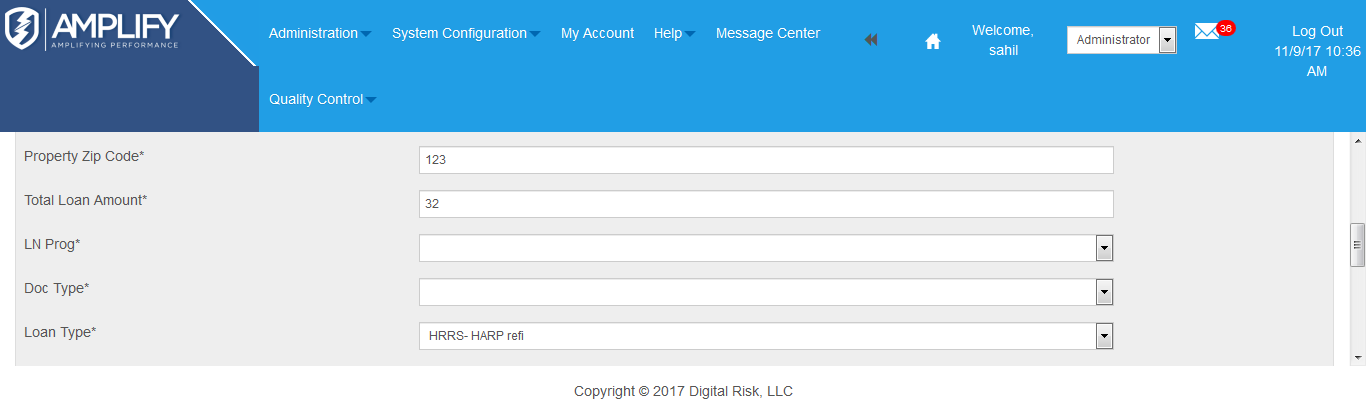 AMPLIFY
AMPLIFYING PERFORMANCE
Administration
System Configuration
My Account
Help
Message Center
Welcome,
sahil
Administrator
36
Log Out
11/9/17 10:36
AM
Quality Control
Property Zip Code*
123
Total Loan Amount*
32
LN Prog*
Doc Type*
Loan Type*
HRRS- HARP refi
Copyright © 2017 Digital Risk, LLC